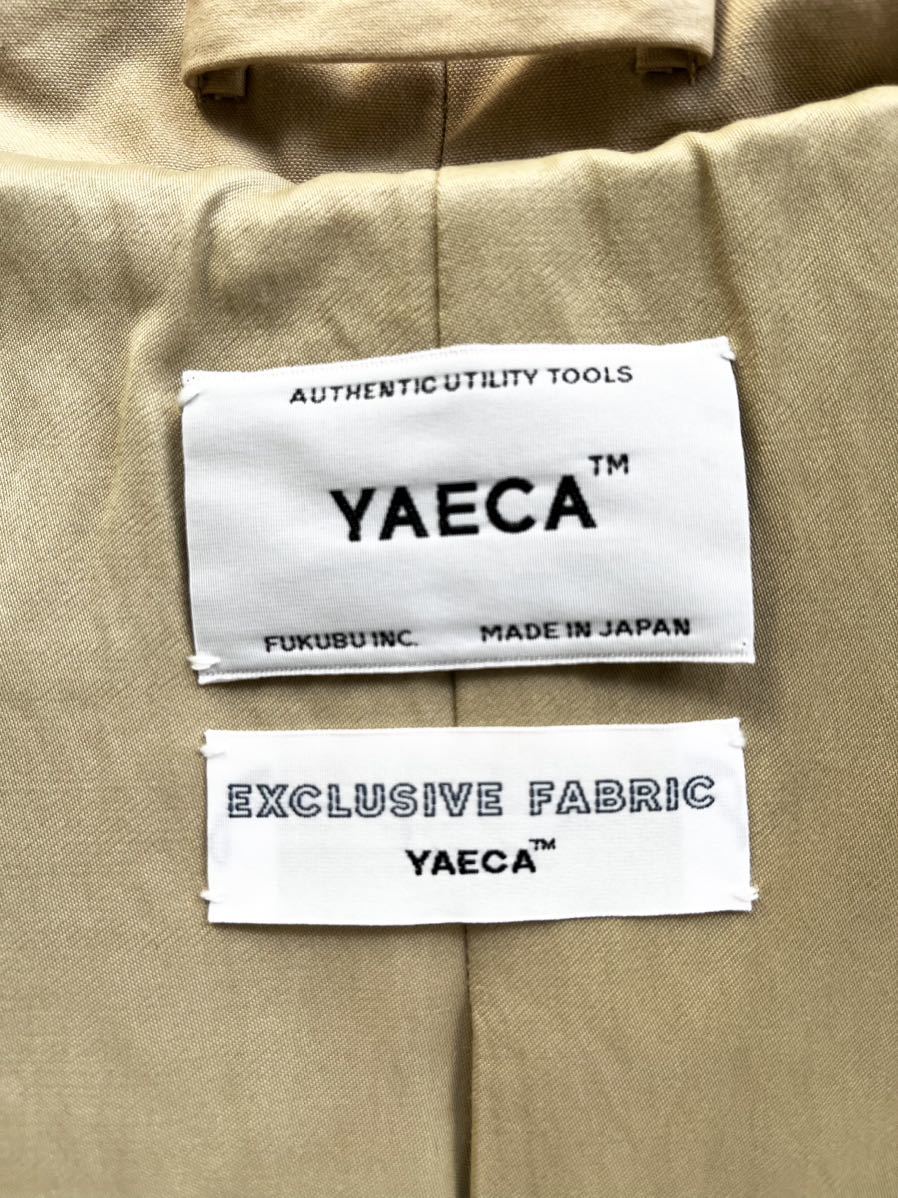 AUTHENTIC UTILITY TOOLS
YAECA™
FUKUBU INC. MADE IN JAPAN
EXCLUSIVE FABRIC
YAECA™